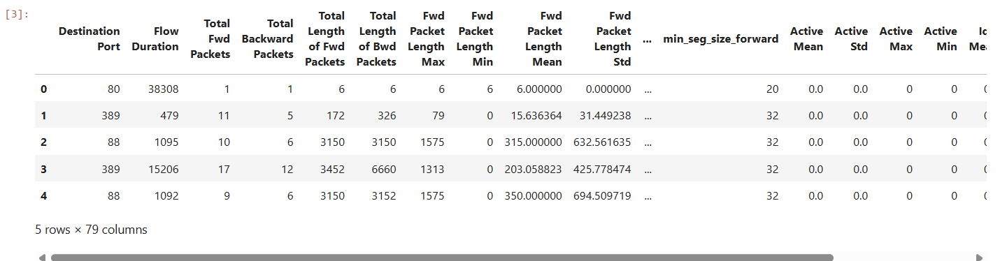 [3]:
Destination Port Flow Duration Total Fwd Packets Total Backward Packets Total Length of Fwd Packets Total Length of Bwd Packets Fwd Packet Length Max Fwd Packet Length Min Fwd Packet Length Mean Fwd Packet Length Std ... min_seg_size_forward Active Mean Active Std Active Max Active Min
0 80 38308 1 1 6 6 6 6 6.000000 0.000000 ... 20 0.0 0.0 0 0
1 389 479 11 5 172 326 79 0 15.636364 31.449238 ... 32 0.0 0.0 0 0
2 88 1095 10 6 3150 3150 1575 0 315.000000 632.561635 ... 32 0.0 0.0 0 0
3 389 15206 17 12 3452 6660 1313 0 203.058823 425.778474 ... 32 0.0 0.0 0 0
4 88 1092 9 6 3150 3152 1575 0 350.000000 694.509719 ... 32 0.0 0.0 0 0
5 rows × 79 columns